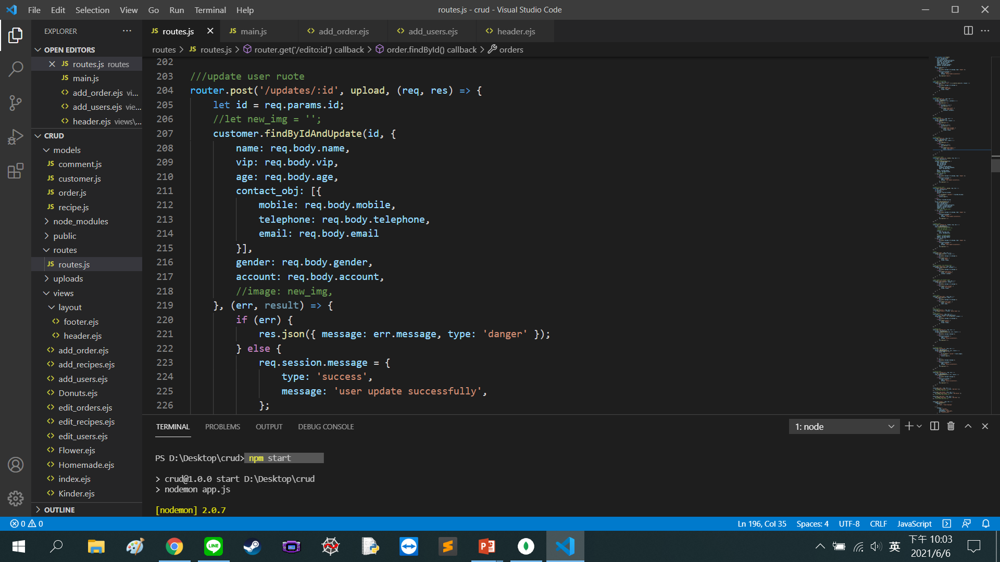 File Edit Selection View Go Run Terminal Help
routes.js - crud - Visual Studio Code
EXPLORER ···
JS routes.js
JS main.js
<> add_order.ejs
<> add_users.ejs
<> header.ejs
OPEN EDITORS
JS routes.js routes
JS main.js
<> add_order.ejs vi...
<> add_users.ejs vie...
<> header.ejs views\...
CRUD
models
JS comment.js
JS customer.js
JS order.js
JS recipe.js
node_modules
public
routes
JS routes.js
uploads
views
layout
<> footer.ejs
<> header.ejs
<> add_order.ejs
<> add_recipes.ejs
<> add_users.ejs
<> Donuts.ejs
<> edit_orders.ejs
<> edit_recipes.ejs
<> edit_users.ejs
<> Flower.ejs
<> Homemade.ejs
<> index.ejs
<> Kinder.ejs
OUTLINE
routes > JS routes.js > router.get('/edito:id') callback > order.findById() callback > orders
202
203 ///update user ruote
204 router.post('/updates/:id', upload, (req, res) => {
205 let id = req.params.id;
206 //let new_img = '';
207 customer.findByIdAndUpdate(id, {
208 name: req.body.name,
209 vip: req.body.vip,
210 age: req.body.age,
211 contact_obj: [{
212 mobile: req.body.mobile,
213 telephone: req.body.telephone,
214 email: req.body.email
215 }],
216 gender: req.body.gender,
217 account: req.body.account,
218 //image: new_img,
219 }, (err, result) => {
220 if (err) {
221 res.json({ message: err.message, type: 'danger' });
222 } else {
223 req.session.message = {
224 type: 'success',
225 message: 'user update successfully',
226 };
TERMINAL PROBLEMS OUTPUT DEBUG CONSOLE
1: node
PS D:\Desktop\crud> npm start
> crud@1.0.0 start D:\Desktop\crud
> nodemon app.js
[nodemon] 2.0.7
0 0
Ln 196, Col 35 Spaces: 4 UTF-8 CRLF JavaScript
LINE
英
下午 10:03
2021/6/6